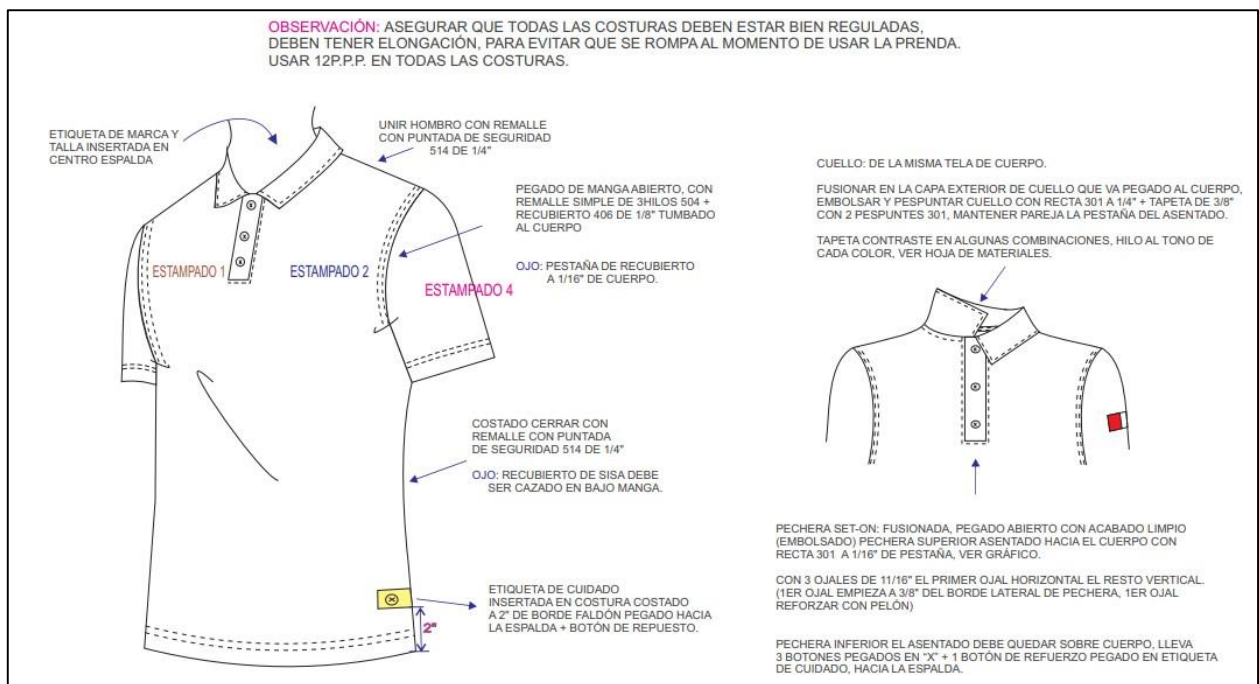 OBSERVACIÓN: ASEGURAR QUE TODAS LAS COSTURAS DEBEN ESTAR BIEN REGULADAS,
DEBEN TENER ELONGACIÓN, PARA EVITAR QUE SE ROMPA AL MOMENTO DE USAR LA PRENDA.
USAR 12P.P.P. EN TODAS LAS COSTURAS.
ETIQUETA DE MARCA Y
TALLA INSERTADA EN
CENTRO ESPALDA
UNIR HOMBRO CON REMALLE
CON PUNTADA DE SEGURIDAD
514 DE 1/4"
PEGADO DE MANGA ABIERTO, CON
REMALLE SIMPLE DE 3HILOS 504 +
RECUBIERTO 406 DE 1/8" TUMBADO
AL CUERPO
OJO: PESTAÑA DE RECUBIERTO
A 1/16" DE CUERPO.
ESTAMPADO 1
ESTAMPADO 2
ESTAMPADO 4
COSTADO CERRAR CON
REMALLE CON PUNTADA
DE SEGURIDAD 514 DE 1/4"
OJO: RECUBIERTO DE SISA DEBE
SER CAZADO EN BAJO MANGA.
ETIQUETA DE CUIDADO
INSERTADA EN COSTURA COSTADO
A 2" DE BORDE FALDÓN PEGADO HACIA
LA ESPALDA + BOTÓN DE REPUESTO.
2"
CUELLO: DE LA MISMA TELA DE CUERPO.
FUSIONAR EN LA CAPA EXTERIOR DE CUELLO QUE VA PEGADO AL CUERPO,
EMBOLSAR Y PESPUNTAR CUELLO CON RECTA 301 A 1/4" + TAPETA DE 3/8"
CON 2 PESPUNTES 301, MANTENER PAREJA LA PESTAÑA DEL ASENTADO.
TAPETA CONTRASTE EN ALGUNAS COMBINACIONES, HILO AL TONO DE
CADA COLOR, VER HOJA DE MATERIALES.
PECHERA SET-ON: FUSIONADA, PEGADO ABIERTO CON ACABADO LIMPIO
(EMBOLSADO) PECHERA SUPERIOR ASENTADO HACIA EL CUERPO CON
RECTA 301 A 1/16" DE PESTAÑA, VER GRÁFICO.
CON 3 OJALES DE 11/16" EL PRIMER OJAL HORIZONTAL EL RESTO VERTICAL.
(1ER OJAL EMPIEZA A 3/8" DEL BORDE LATERAL DE PECHERA, 1ER OJAL
REFORZAR CON PELÓN)
PECHERA INFERIOR EL ASENTADO DEBE QUEDAR SOBRE CUERPO, LLEVA
3 BOTONES PEGADOS EN "X" + 1 BOTÓN DE REFUERZO PEGADO EN ETIQUETA
DE CUIDADO, HACIA LA ESPALDA.